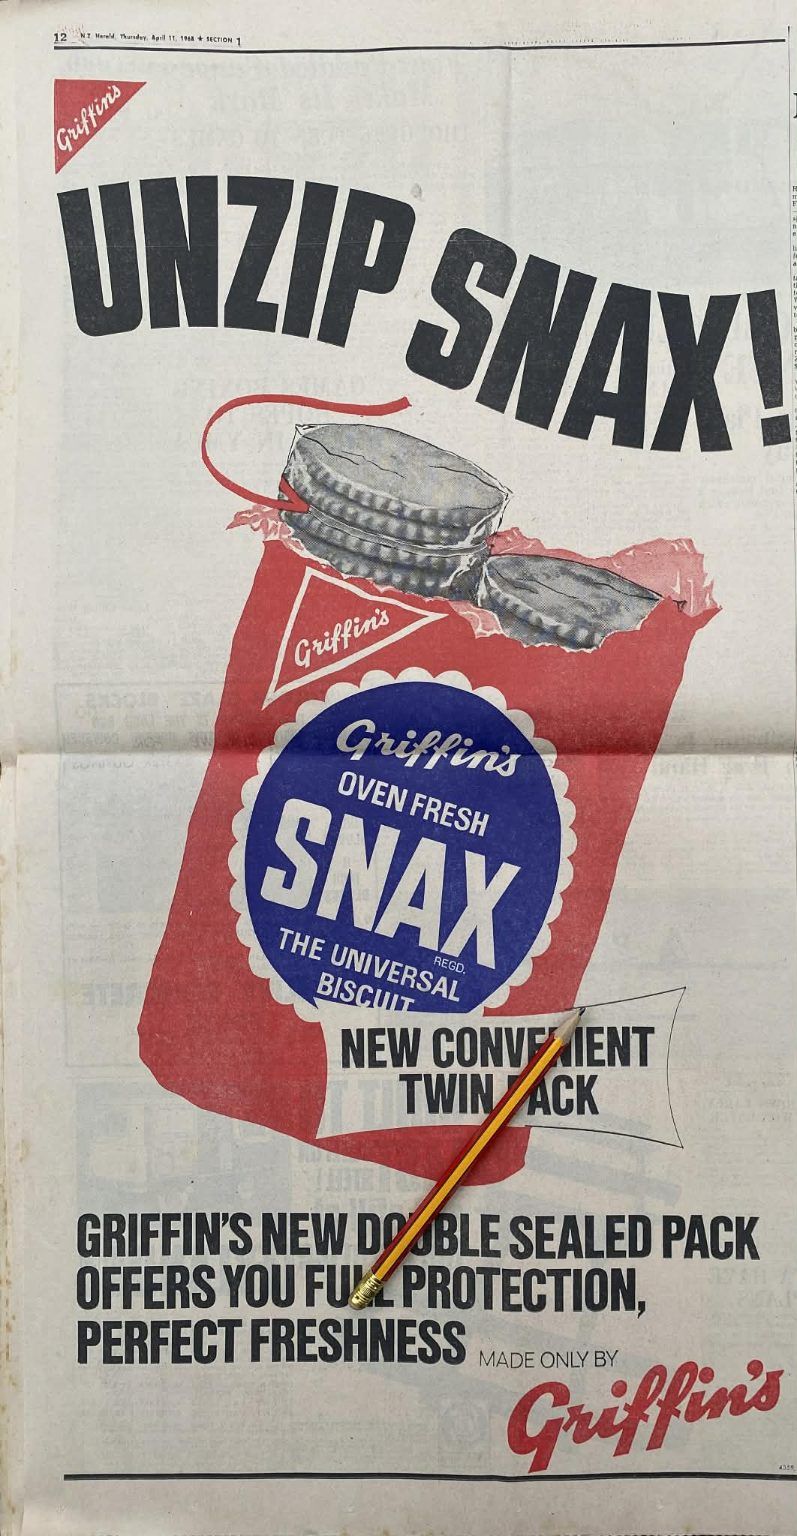 12 N.Z. Herald, Thursday, April 11, 1968 ★ SECTION 1
Griffin's
UNZIP SNAX!
Griffin's
Griffin's
OVEN FRESH
SNAX
REGD.
THE UNIVERSAL
BISCUIT
NEW CONVENIENT
TWIN PACK
GRIFFIN'S NEW DOUBLE SEALED PACK
OFFERS YOU FULL PROTECTION,
PERFECT FRESHNESS
MADE ONLY BY
Griffin's